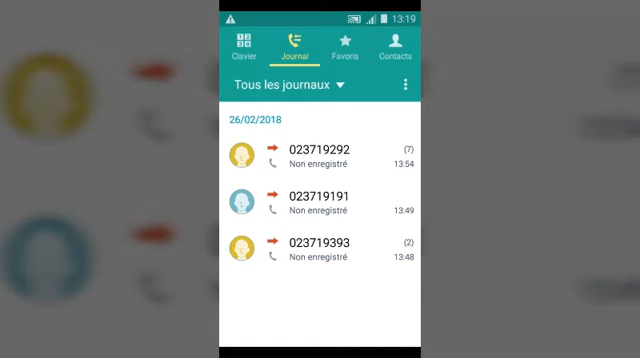 13:19
Clavier
Journal
Favoris
Contacts
Tous les journaux
26/02/2018
023719292 (7)
Non enregistré 13:54
023719191
Non enregistré 13:49
023719393 (2)
Non enregistré 13:48